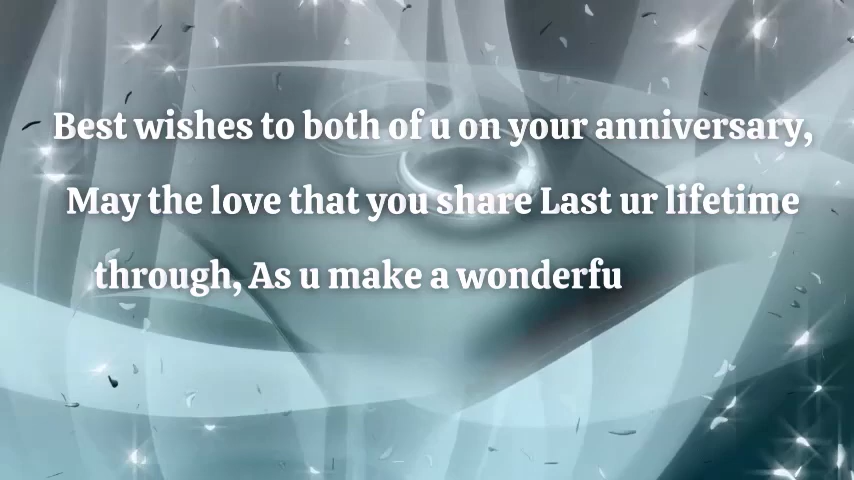 Best wishes to both of u on your anniversary,
May the love that you share Last ur lifetime
through, As u make a wonderfu